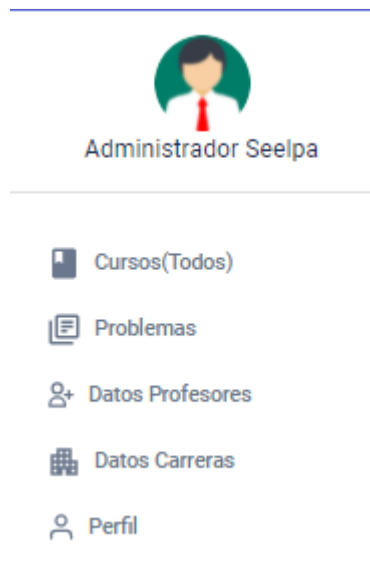 Administrador Seelpa
Cursos(Todos)
Problemas
Datos Profesores
Datos Carreras
Perfil